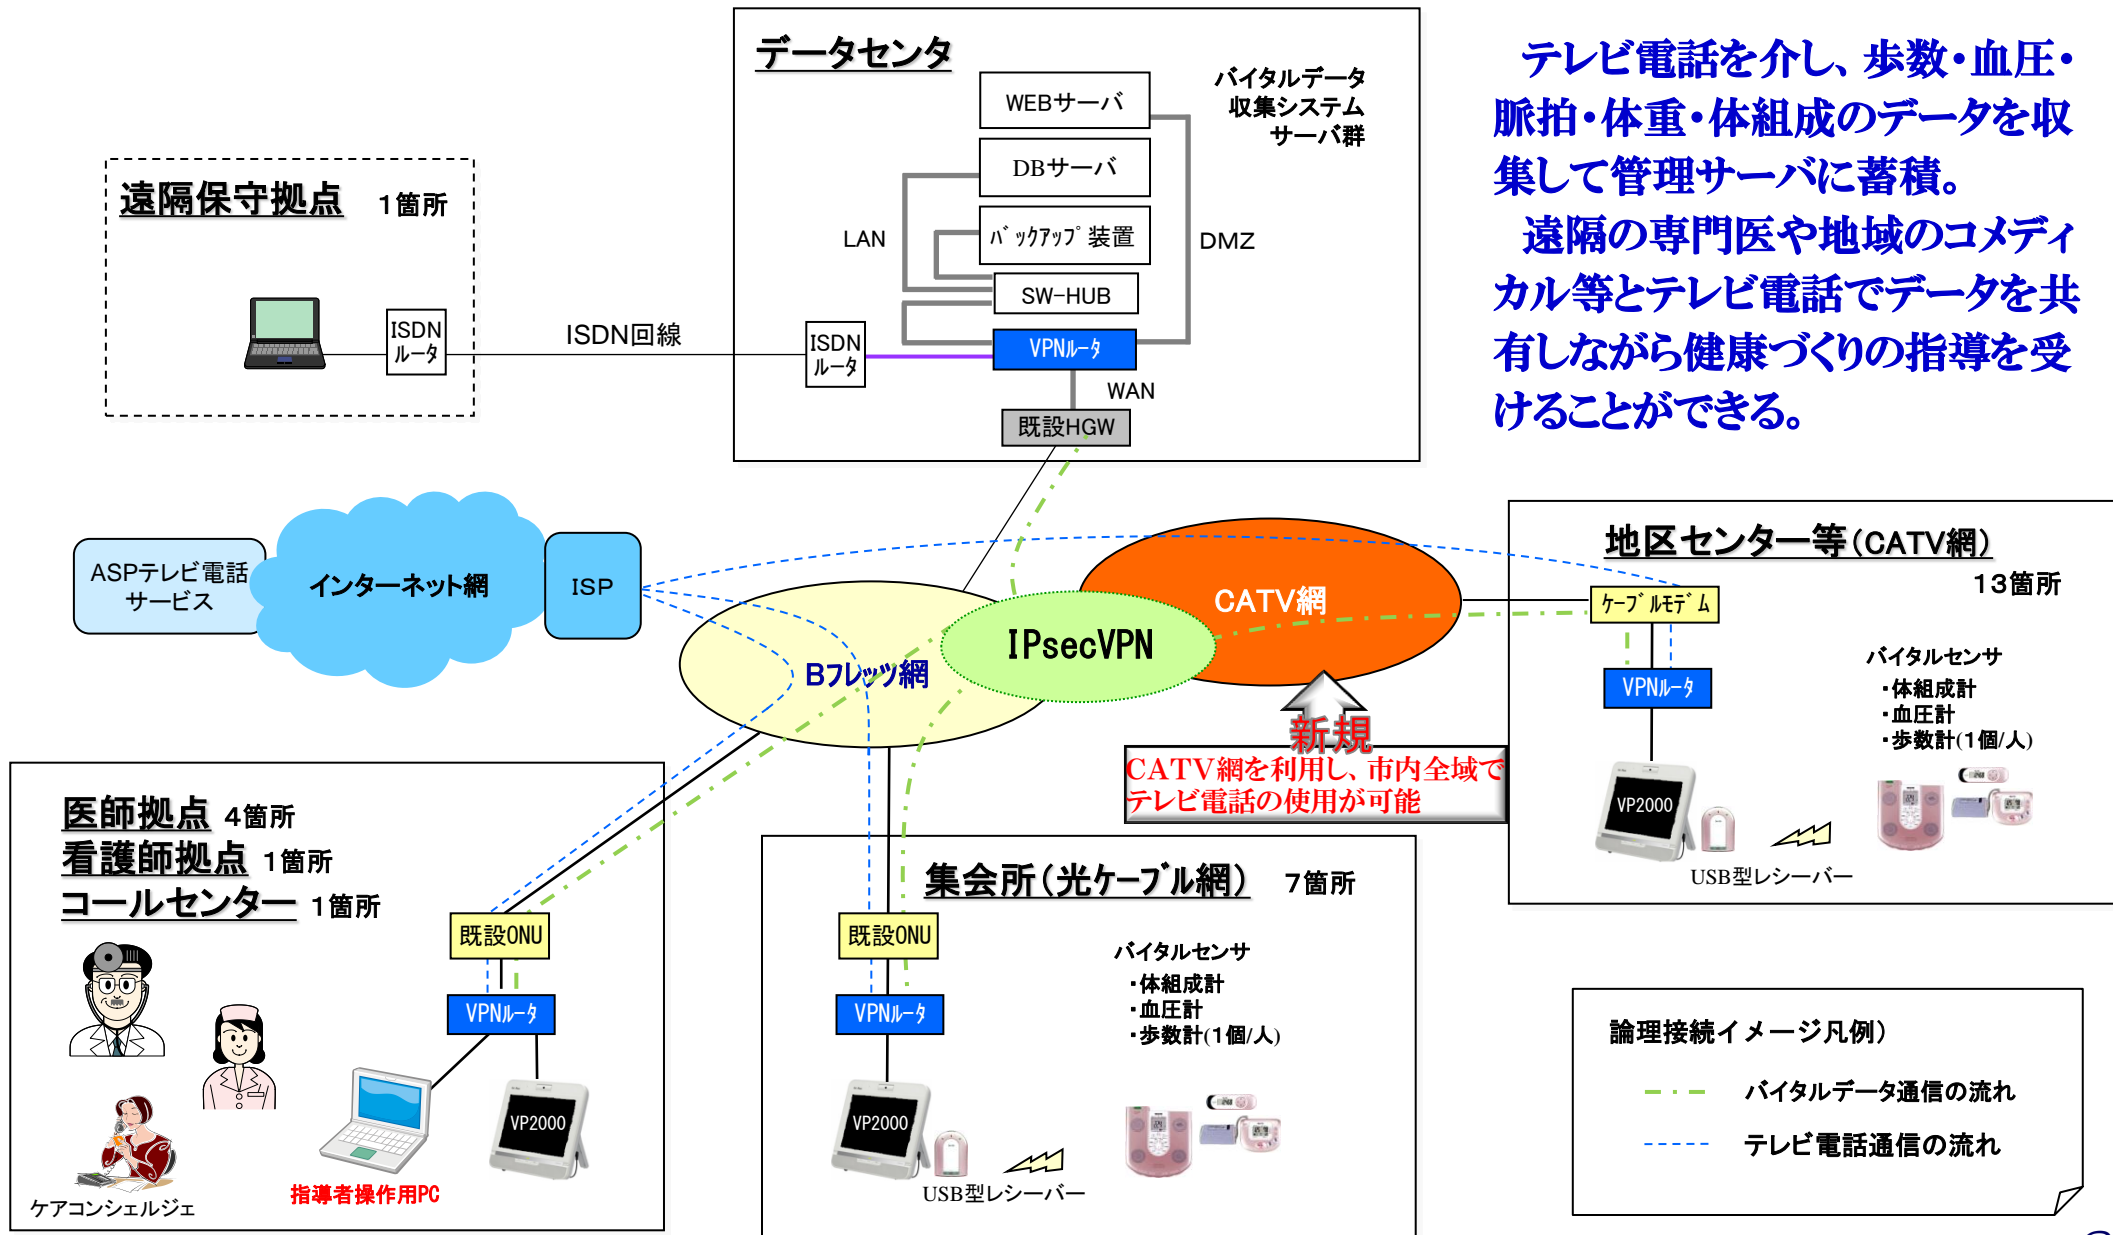 データセンタ
バイタルデータ
収集システム
サーバ群
WEBサーバ
DBサーバ
ﾊﾞｯｸｱｯﾌﾟ装置
SW-HUB
VPNﾙｰﾀ
LAN
DMZ
WAN
既設HGW
ISDN
ﾙｰﾀ
ISDN回線
遠隔保守拠点 1箇所
ISDN
ﾙｰﾀ
テレビ電話を介し、歩数・血圧・
脈拍・体重・体組成のデータを収
集して管理サーバに蓄積。
遠隔の専門医や地域のコメディ
カル等とテレビ電話でデータを共
有しながら健康づくりの指導を受
けることができる。
ASPテレビ電話
サービス
インターネット網
ISP
Bﾌﾚｯﾂ網
IPsecVPN
CATV網
新規
CATV網を利用し、市内全域で
テレビ電話の使用が可能
地区センター等(CATV網)
13箇所
ｹｰﾌﾞﾙﾓﾃﾞﾑ
VPNﾙｰﾀ
VP2000
バイタルセンサ
・体組成計
・血圧計
・歩数計(1個/人)
USB型レシーバー
医師拠点 4箇所
看護師拠点 1箇所
コールセンター 1箇所
既設ONU
VPNﾙｰﾀ
VP2000
指導者操作用PC
ケアコンシェルジェ
集会所(光ｹｰﾌﾞﾙ網) 7箇所
既設ONU
VPNﾙｰﾀ
VP2000
バイタルセンサ
・体組成計
・血圧計
・歩数計(1個/人)
USB型レシーバー
論理接続イメージ凡例)
バイタルデータ通信の流れ
テレビ電話通信の流れ